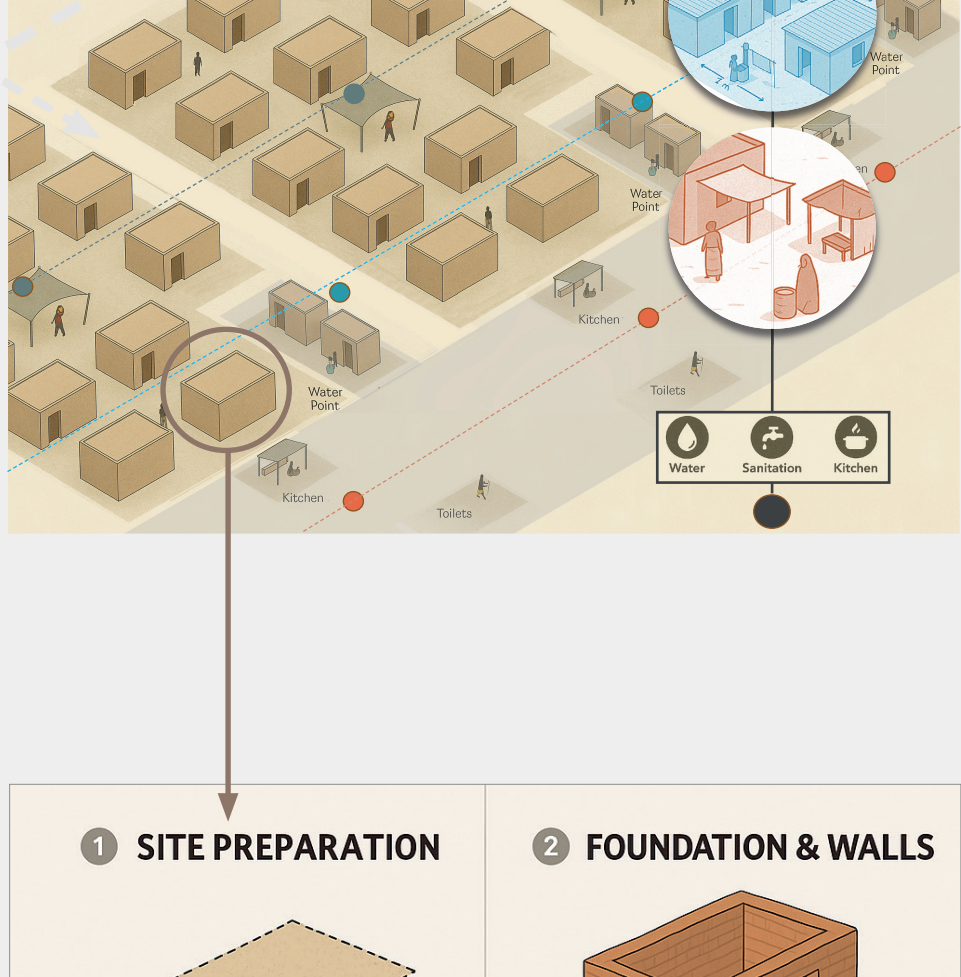 Water
Point
en
Water
Point
Kitchen
Toilets
Water
Point
Water
Sanitation
Kitchen
Kitchen
Toilets
1 SITE PREPARATION
2 FOUNDATION & WALLS